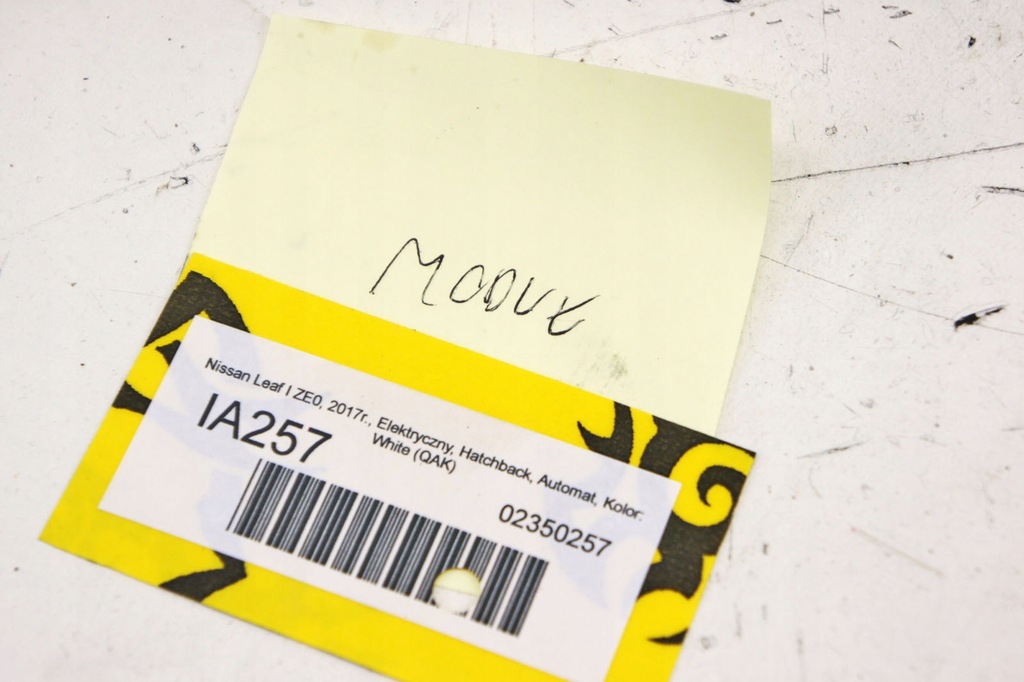 MODUŁ
Nissan Leaf I ZE0, 2017r., Elektryczny, Hatchback, Automat, Kolor:
White (QAK)
IA257
02350257